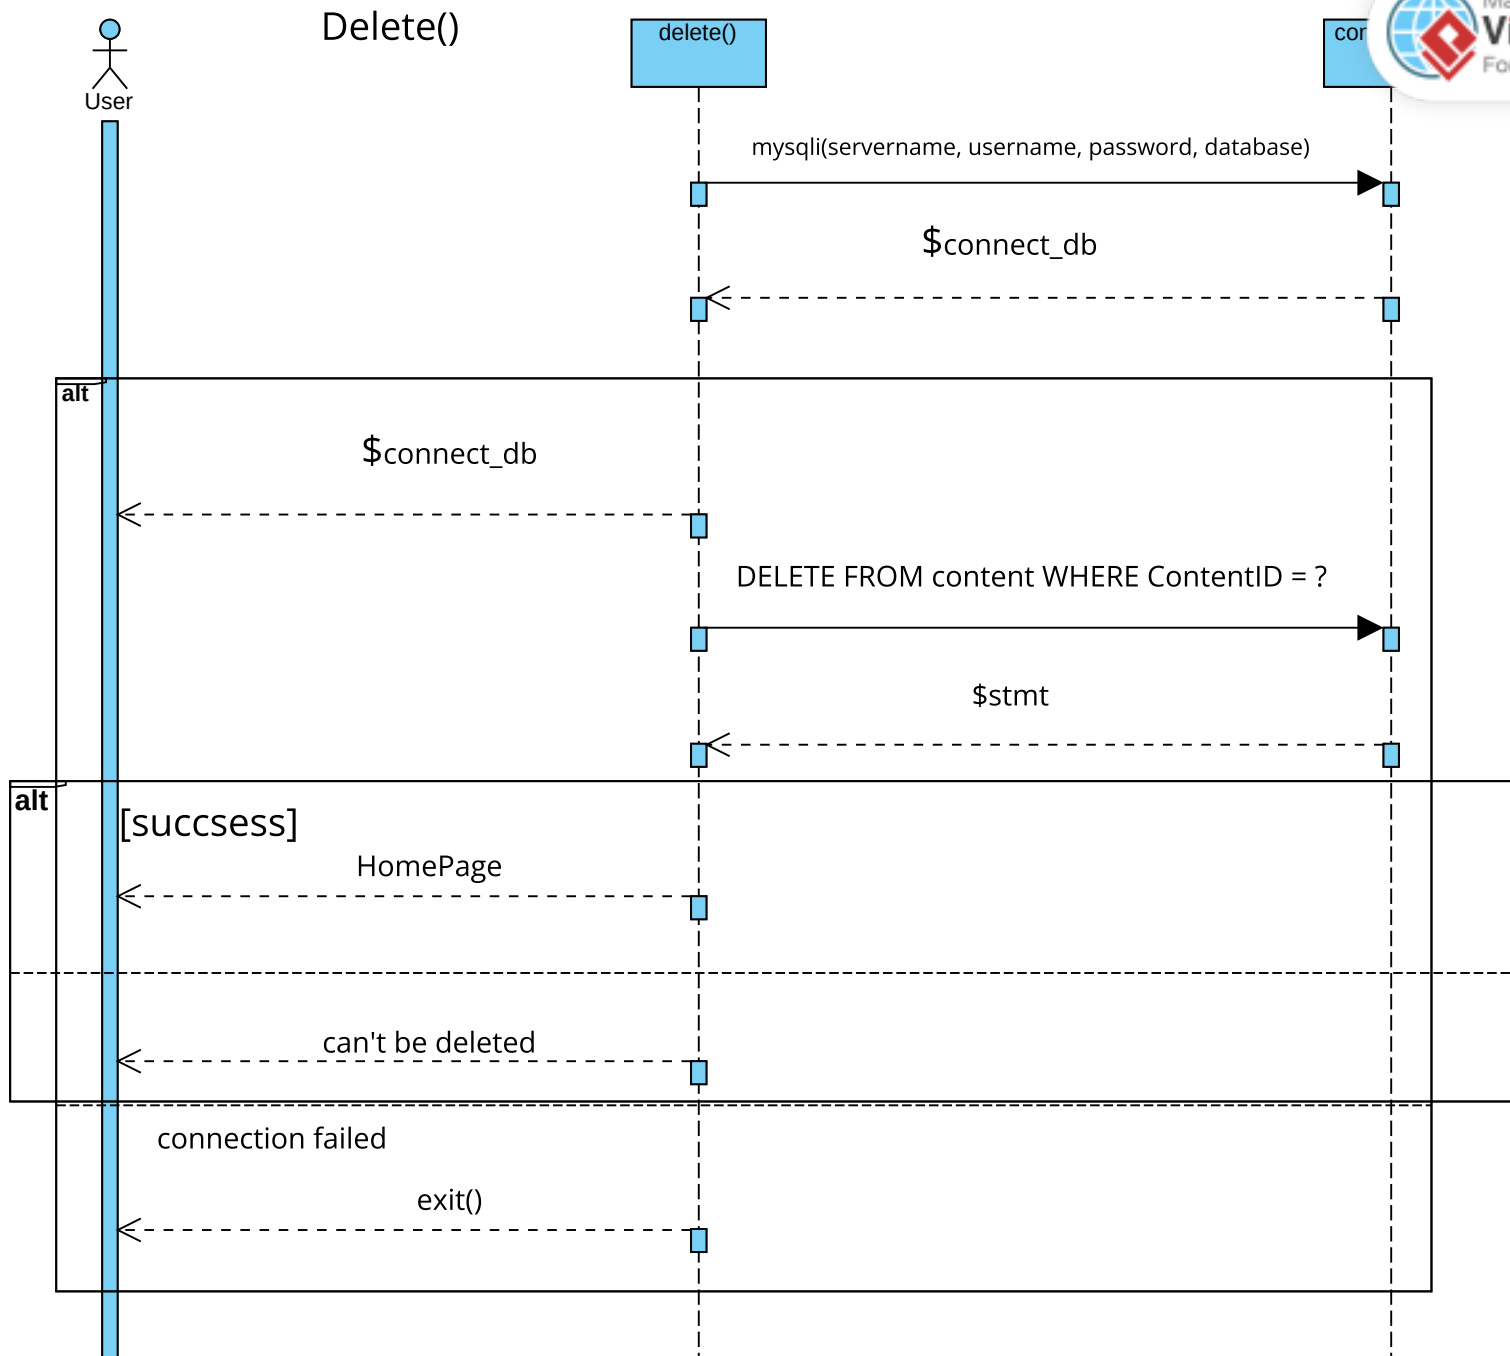 Delete()
delete()
User
mysqli(servername, username, password, database)
$connect_db
alt
$connect_db
DELETE FROM content WHERE ContentID = ?
$stmt
alt
[succsess]
HomePage
can't be deleted
connection failed
exit()